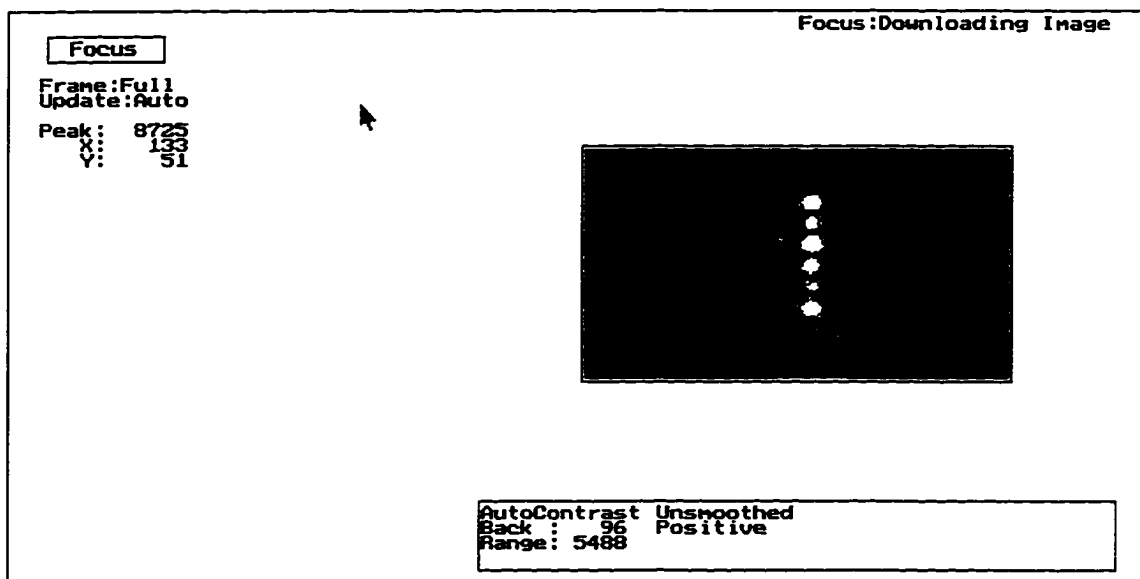 Focus:Downloading Image
Focus
Frame:Full
Update:Auto
Peak: 8725
X: 133
Y: 51
AutoContrast Unsmoothed
Back : 96 Positive
Range: 5488